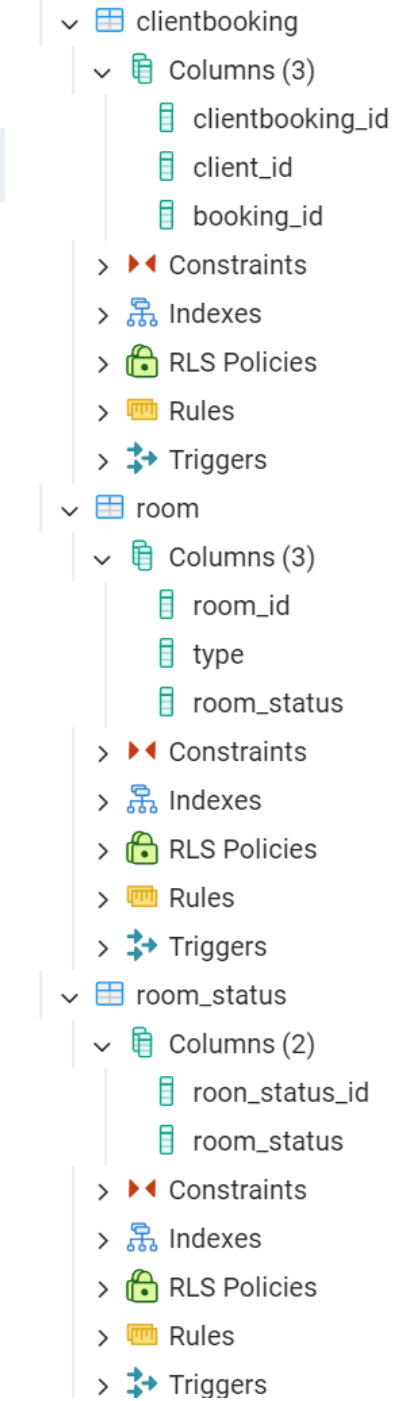 clientbooking
Columns (3)
clientbooking_id
client_id
booking_id
Constraints
Indexes
RLS Policies
Rules
Triggers
room
Columns (3)
room_id
type
room_status
Constraints
Indexes
RLS Policies
Rules
Triggers
room_status
Columns (2)
roon_status_id
room_status
Constraints
Indexes
RLS Policies
Rules
Triggers